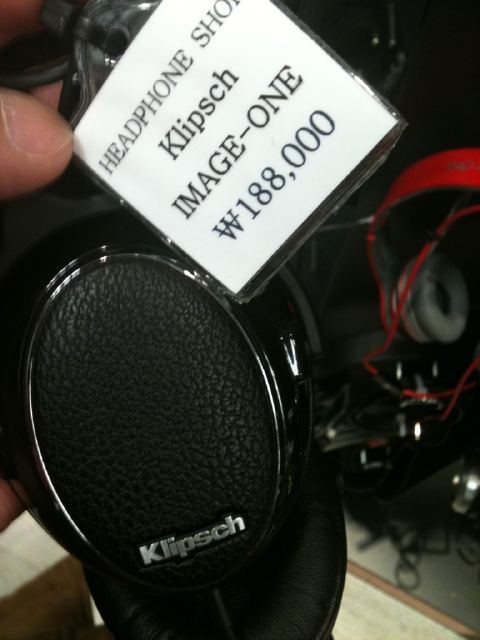 HEADPHONE SHO
Klipsch
IMAGE-ONE
₩188,000
Klipsch